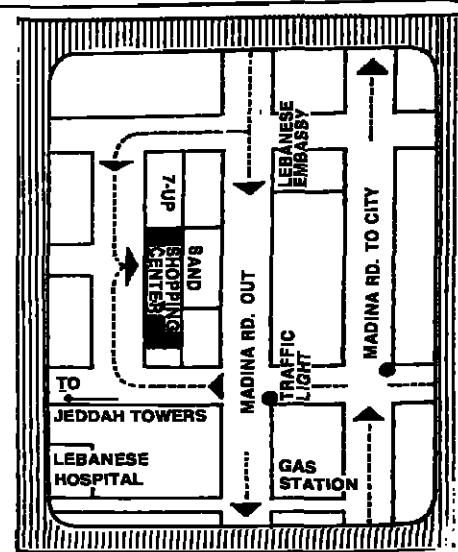 LEBANESE
EMBASSY
7-UP
SAND
SHOPPING
CENTER
MADINA RD. OUT
MADINA RD. TO CITY
TRAFFIC
LIGHT
TO
JEDDAH TOWERS
LEBANESE
HOSPITAL
GAS
STATION